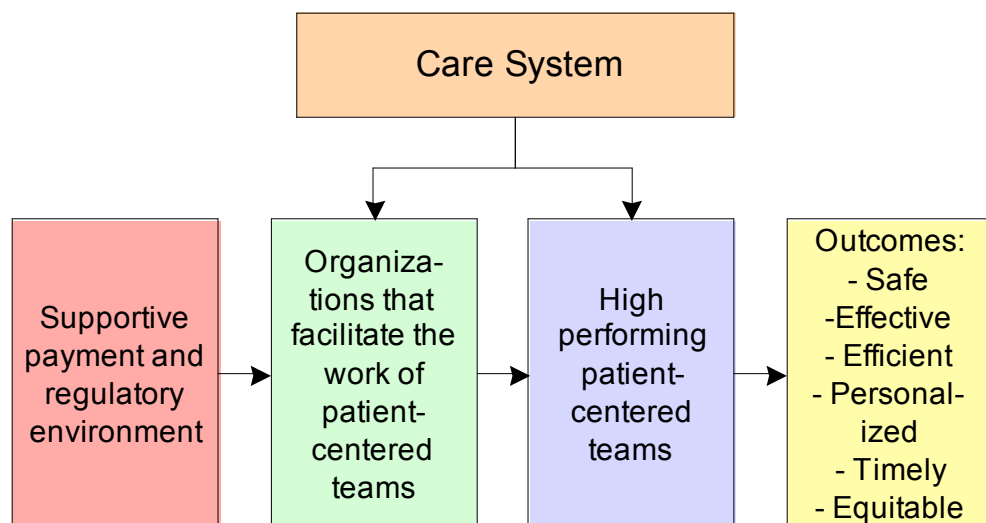 Care System
Supportive
payment and
regulatory
environment
Organiza-
tions that
facilitate the
work of
patient-
centered
teams
High
performing
patient-
centered
teams
Outcomes:
- Safe
-Effective
- Efficient
- Personal-
ized
- Timely
- Equitable